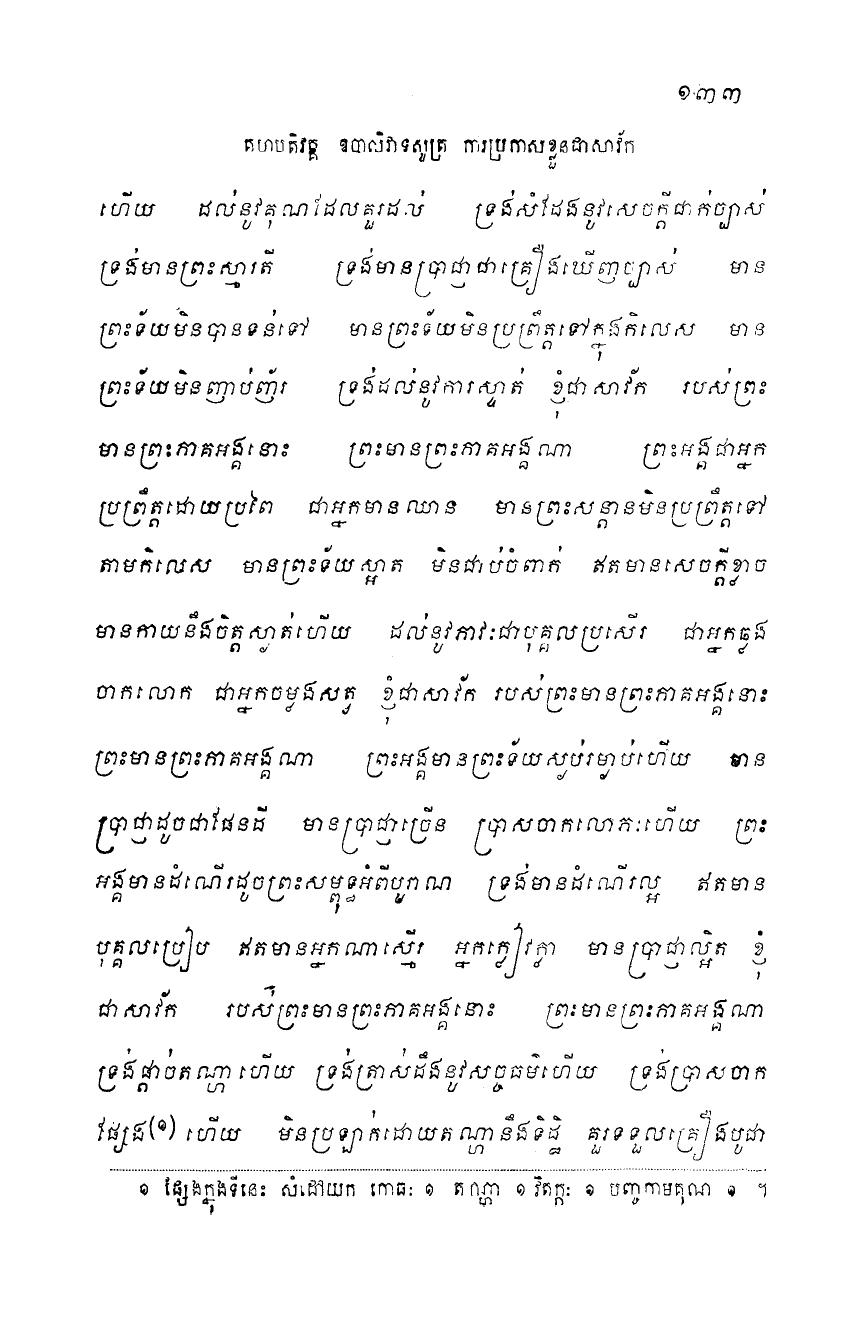 ១៣៣
គហបតិវគ្គ ឧបាលិវាទសូត្រ ការប្រកាសខ្លួនជាសាវ័ក
ហើយ ដល់នូវគុណដែលគួរដល់ ទ្រង់សំដែងនូវសេចក្តីជាក់ច្បាស់
ទ្រង់មានព្រះស្មារតី ទ្រង់មានប្រាជ្ញាជាគ្រឿងឃើញច្បាស់ មាន
ព្រះទ័យមិនបានទន់ទៅ មានព្រះទ័យមិនប្រព្រឹត្តទៅក្នុងកិលេស មាន
ព្រះទ័យមិនញាប់ញ័រ ទ្រង់ដល់នូវការស្ទាត់ ខ្ញុំជាសាវ័ក របស់ព្រះ
មានព្រះភាគអង្គនោះ ព្រះមានព្រះភាគអង្គណា ព្រះអង្គជាអ្នក
ប្រព្រឹត្តដោយប្រពៃ ជាអ្នកមានឈាន មានព្រះសន្តានមិនប្រព្រឹត្តទៅ
តាមកិលេស មានព្រះទ័យស្អាត មិនជាប់ចំពាក់ ឥតមានសេចក្តីខ្លាច
មានកាយនឹងចិត្តស្ងាត់ហើយ ដល់នូវភាវៈជាបុគ្គលប្រសើរ ជាអ្នកឆ្លង
ចាកលោក ជាអ្នកចម្លងសត្វ ខ្ញុំជាសាវ័ក របស់ព្រះមានព្រះភាគអង្គនោះ
ព្រះមានព្រះភាគអង្គណា ព្រះអង្គមានព្រះទ័យស្ងប់រម្ងាប់ហើយ មាន
ប្រាជ្ញាដូចជាផែនដី មានប្រាជ្ញាច្រើន ប្រាសចាកលោភៈហើយ ព្រះ
អង្គមានដំណើរដូចព្រះសម្ពុទ្ធអំពីបូរាណ ទ្រង់មានដំណើរល្អ ឥតមាន
បុគ្គលប្រៀប ឥតមានអ្នកណាស្មើរ អ្នកក្លៀវក្លា មានប្រាជ្ញាល្អិត ខ្ញុំ
ជាសាវ័ក របស់ព្រះមានព្រះភាគអង្គនោះ ព្រះមានព្រះភាគអង្គណា
ទ្រង់ផ្តាច់តណ្ហាហើយ ទ្រង់ត្រាស់ដឹងនូវសច្ចធម៌ហើយ ទ្រង់ប្រាសចាក
ផ្សែង(១) ហើយ មិនប្រឡាក់ដោយតណ្ហានឹងទិដ្ឋិ គួរទទួលគ្រឿងបូជា
១ ផ្សែងក្នុងទីនេះ សំដៅយក កោធៈ ១ តណ្ហា ១ វិតក្កៈ ១ បញ្ចកាមគុណ ១ ។